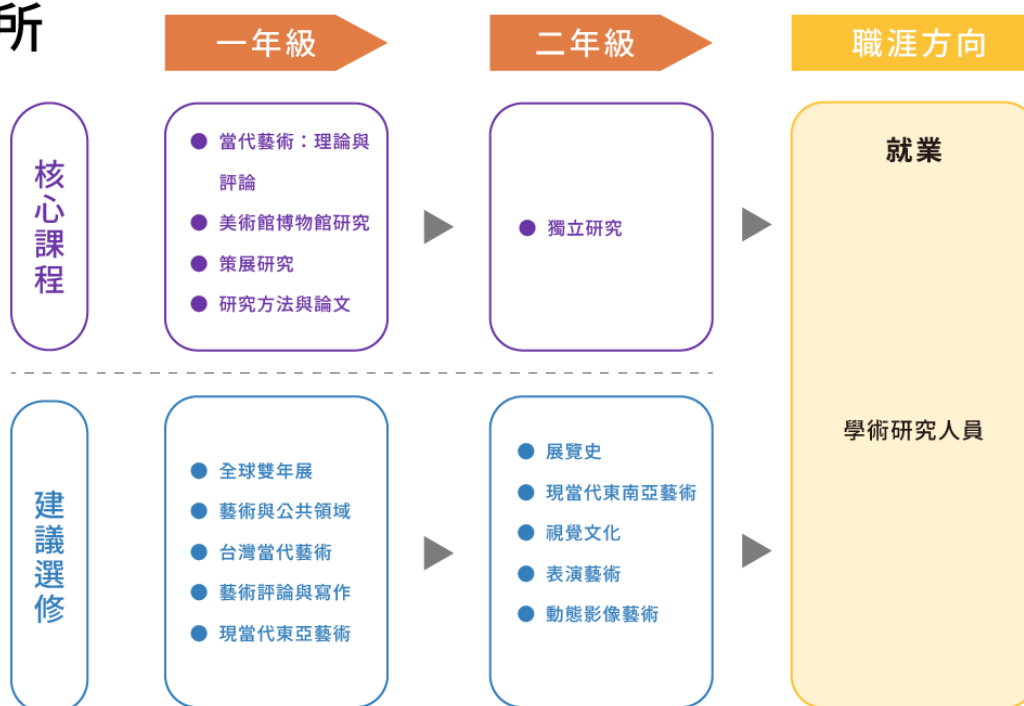 所
一年級
二年級
職涯方向
核心課程
當代藝術：理論與
評論
美術館博物館研究
策展研究
研究方法與論文
獨立研究
就業
學術研究人員
建議選修
全球雙年展
藝術與公共領域
台灣當代藝術
藝術評論與寫作
現當代東亞藝術
展覽史
現當代東南亞藝術
視覺文化
表演藝術
動態影像藝術